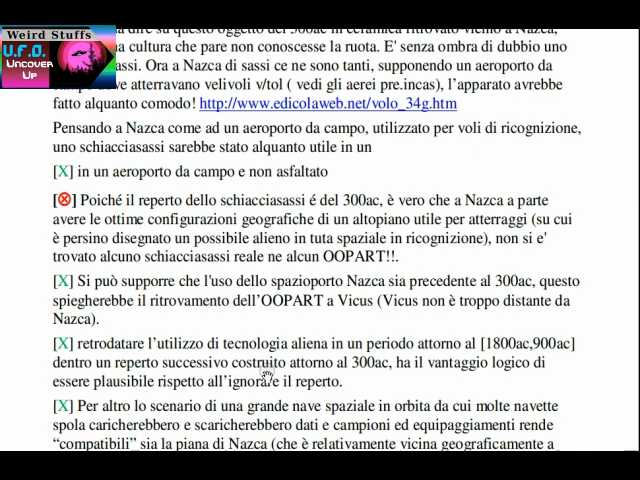 Weird Stuffs
U.F.O.
Uncover
Up
dire su questo oggetto del 300ac in ceramica ritrovato vicino a Nazca,
una cultura che pare non conoscesse la ruota. E' senza ombra di dubbio uno
Ora a Nazca di sassi ce ne sono tanti, supponendo un aeroporto da
atterravano velivoli v/tol ( vedi gli aerei pre.incas), l'apparato avrebbe
fatto alquanto comodo! http://www.edicolaweb.net/volo_34g.htm
Pensando a Nazca come ad un aeroporto da campo, utilizzato per voli di ricognizione,
uno schiacciasassi sarebbe stato alquanto utile in un
[X] in un aeroporto da campo e non asfaltato
[⊗] Poiché il reperto dello schiacciasassi é del 300ac, è vero che a Nazca a parte
avere le ottime configurazioni geografiche di un altopiano utile per atterraggi (su cui
è persino disegnato un possibile alieno in tuta spaziale in ricognizione), non si e'
trovato alcuno schiacciasassi reale ne alcun OOPART!!.
[X] Si può supporre che l'uso dello spazioporto Nazca sia precedente al 300ac, questo
spiegherebbe il ritrovamento dell'OOPART a Vicus (Vicus non è troppo distante da
Nazca).
[X] retrodatare l'utilizzo di tecnologia aliena in un periodo attorno al [1800ac,900ac]
dentro un reperto successivo costruito attorno al 300ac, ha il vantaggio logico di
essere plausibile rispetto all'ignorare il reperto.
[X] Per altro lo scenario di una grande nave spaziale in orbita da cui molte navette
spola caricherebbero e scaricherebbero dati e campioni ed equipaggiamenti rende
“compatibili” sia la piana di Nazca (che è relativamente vicina geograficamente a